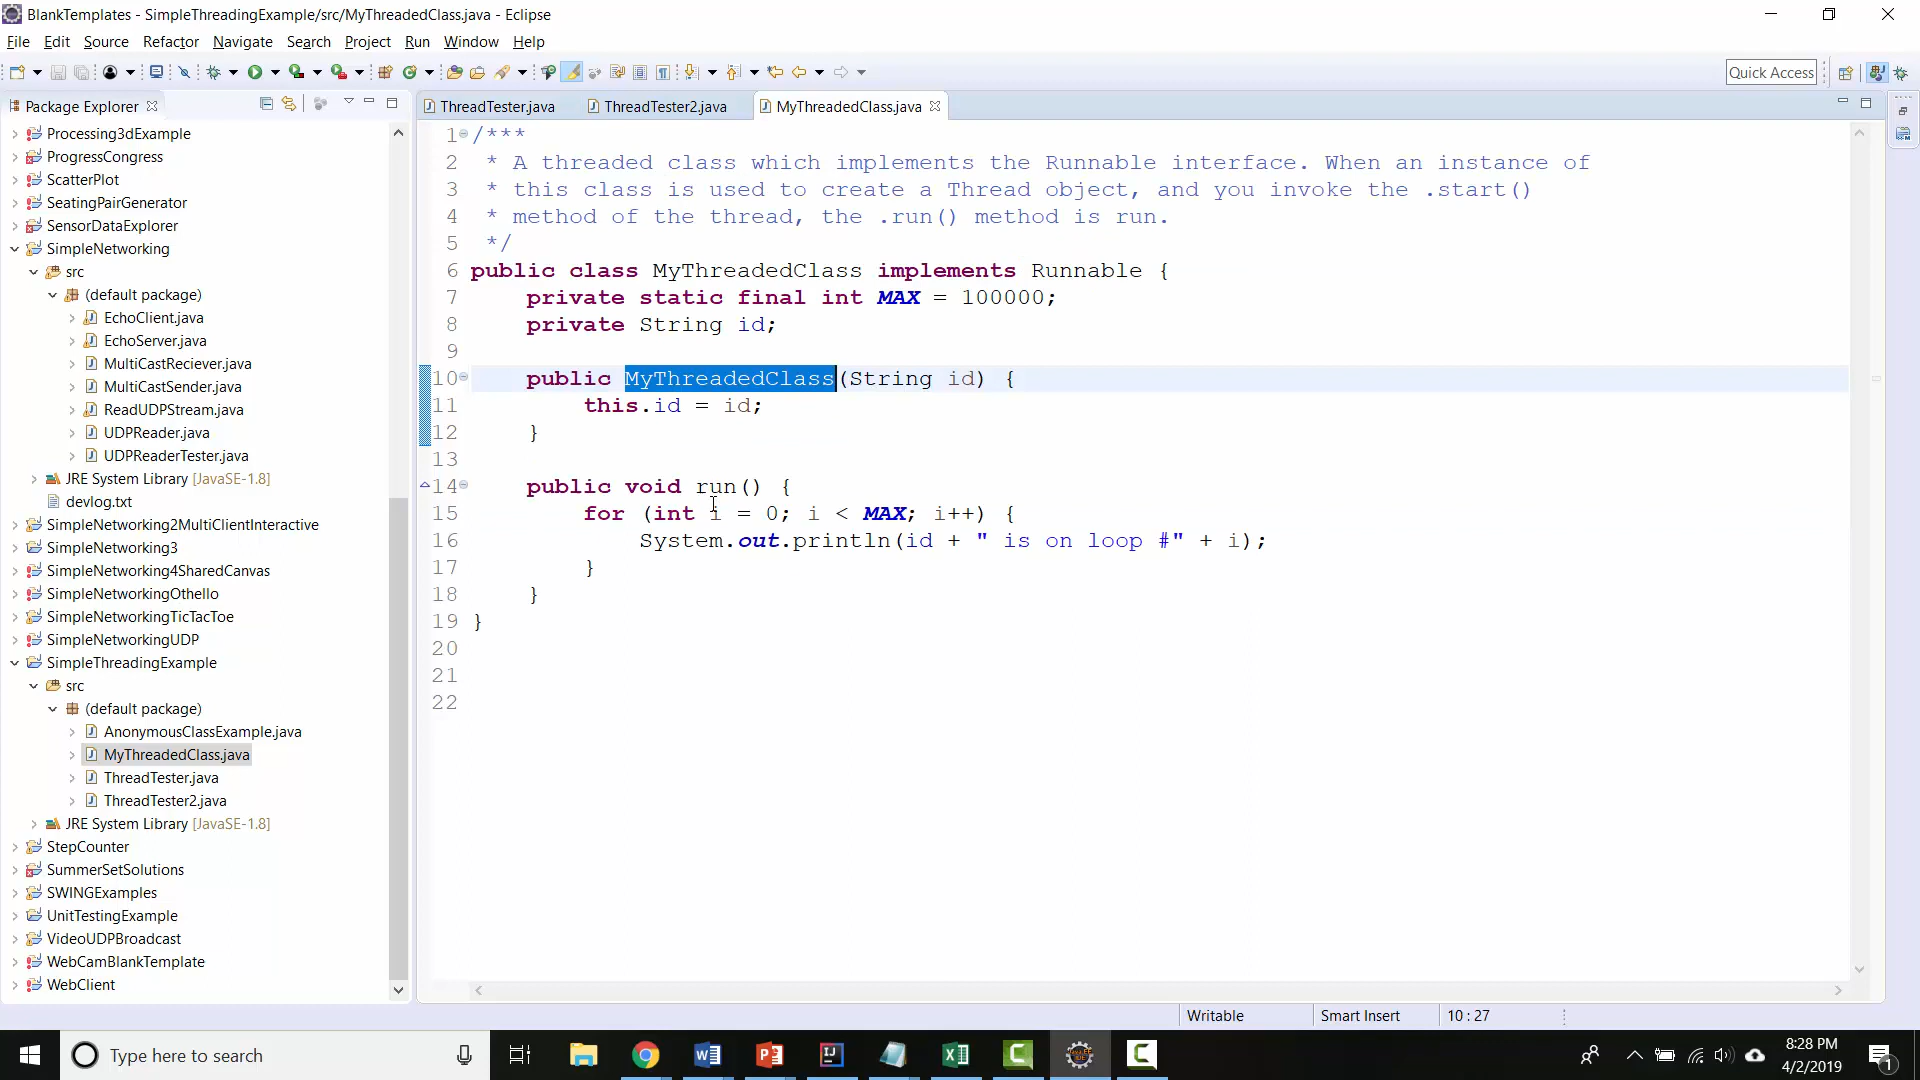 BlankTemplates - SimpleThreadingExample/src/MyThreadedClass.java - Eclipse
File Edit Source Refactor Navigate Search Project Run Window Help
Quick Access
Package Explorer
ThreadTester.java ThreadTester2.java MyThreadedClass.java
Processing3dExample
ProgressCongress
ScatterPlot
SeatingPairGenerator
SensorDataExplorer
SimpleNetworking
src
(default package)
EchoClient.java
EchoServer.java
MultiCastReciever.java
MultiCastSender.java
ReadUDPStream.java
UDPReader.java
UDPReaderTester.java
JRE System Library [JavaSE-1.8]
devlog.txt
SimpleNetworking2MultiClientInteractive
SimpleNetworking3
SimpleNetworking4SharedCanvas
SimpleNetworkingOthello
SimpleNetworkingTicTacToe
SimpleNetworkingUDP
SimpleThreadingExample
src
(default package)
AnonymousClassExample.java
MyThreadedClass.java
ThreadTester.java
ThreadTester2.java
JRE System Library [JavaSE-1.8]
StepCounter
SummerSetSolutions
SWINGExamples
UnitTestingExample
VideoUDPBroadcast
WebCamBlankTemplate
WebClient
1 /***
2 * A threaded class which implements the Runnable interface. When an instance of
3 * this class is used to create a Thread object, and you invoke the .start()
4 * method of the thread, the .run() method is run.
5 */
6 public class MyThreadedClass implements Runnable {
7 private static final int MAX = 100000;
8 private String id;
9
10 public MyThreadedClass(String id) {
11 this.id = id;
12 }
13
14 public void run() {
15 for (int i = 0; i < MAX; i++) {
16 System.out.println(id + " is on loop #" + i);
17 }
18 }
19 }
20
21
22
Writable Smart Insert 10 : 27
Type here to search
8:28 PM
4/2/2019
1